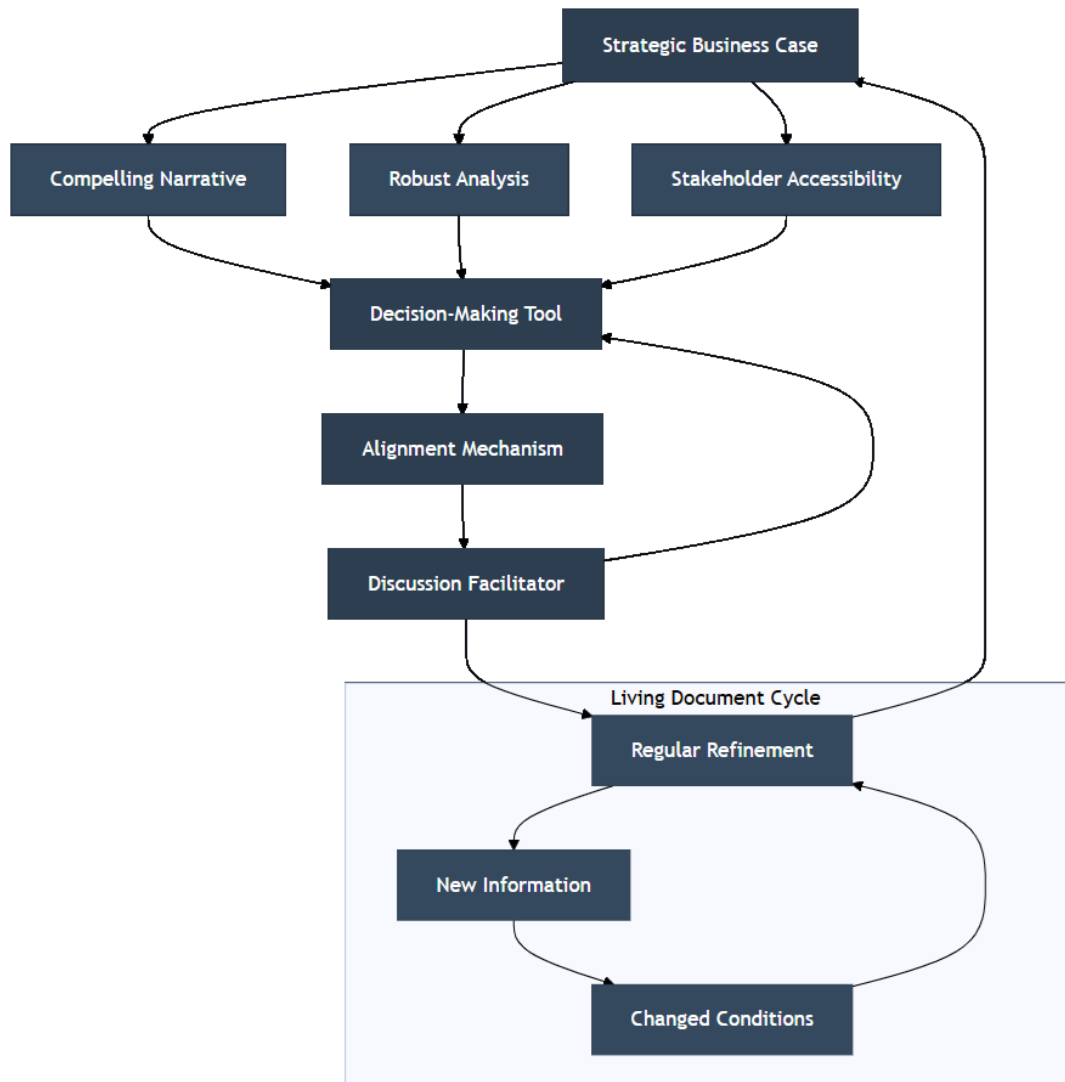 Strategic Business Case
Compelling Narrative
Robust Analysis
Stakeholder Accessibility
Decision-Making Tool
Alignment Mechanism
Discussion Facilitator
Living Document Cycle
Regular Refinement
New Information
Changed Conditions